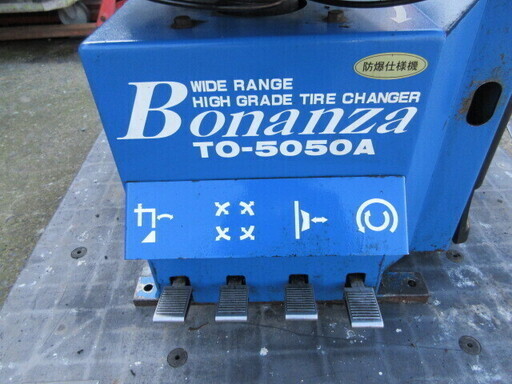 防爆仕様機
WIDE RANGE
HIGH GRADE TIRE CHANGER
Bonanza
TO-5050A